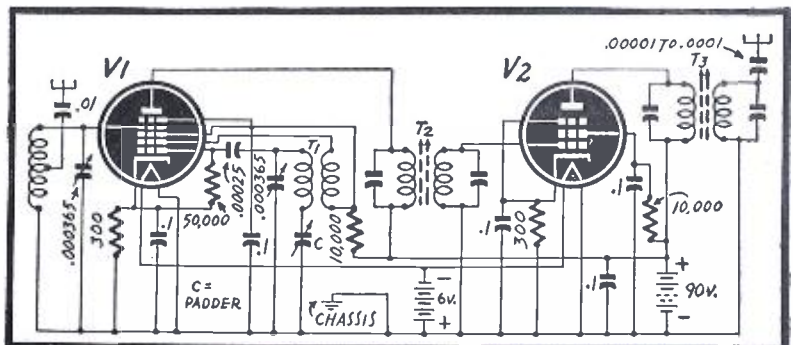 V1
.01
.000365
300
.1
50,000
.00025
.1
.000365
T1
C
10,000
C = PADDER
CHASSIS
T2
6v.
−
+
V2
.1
300
.1
10,000
.1
90v.
+
−
.00001 TO .0001
T3